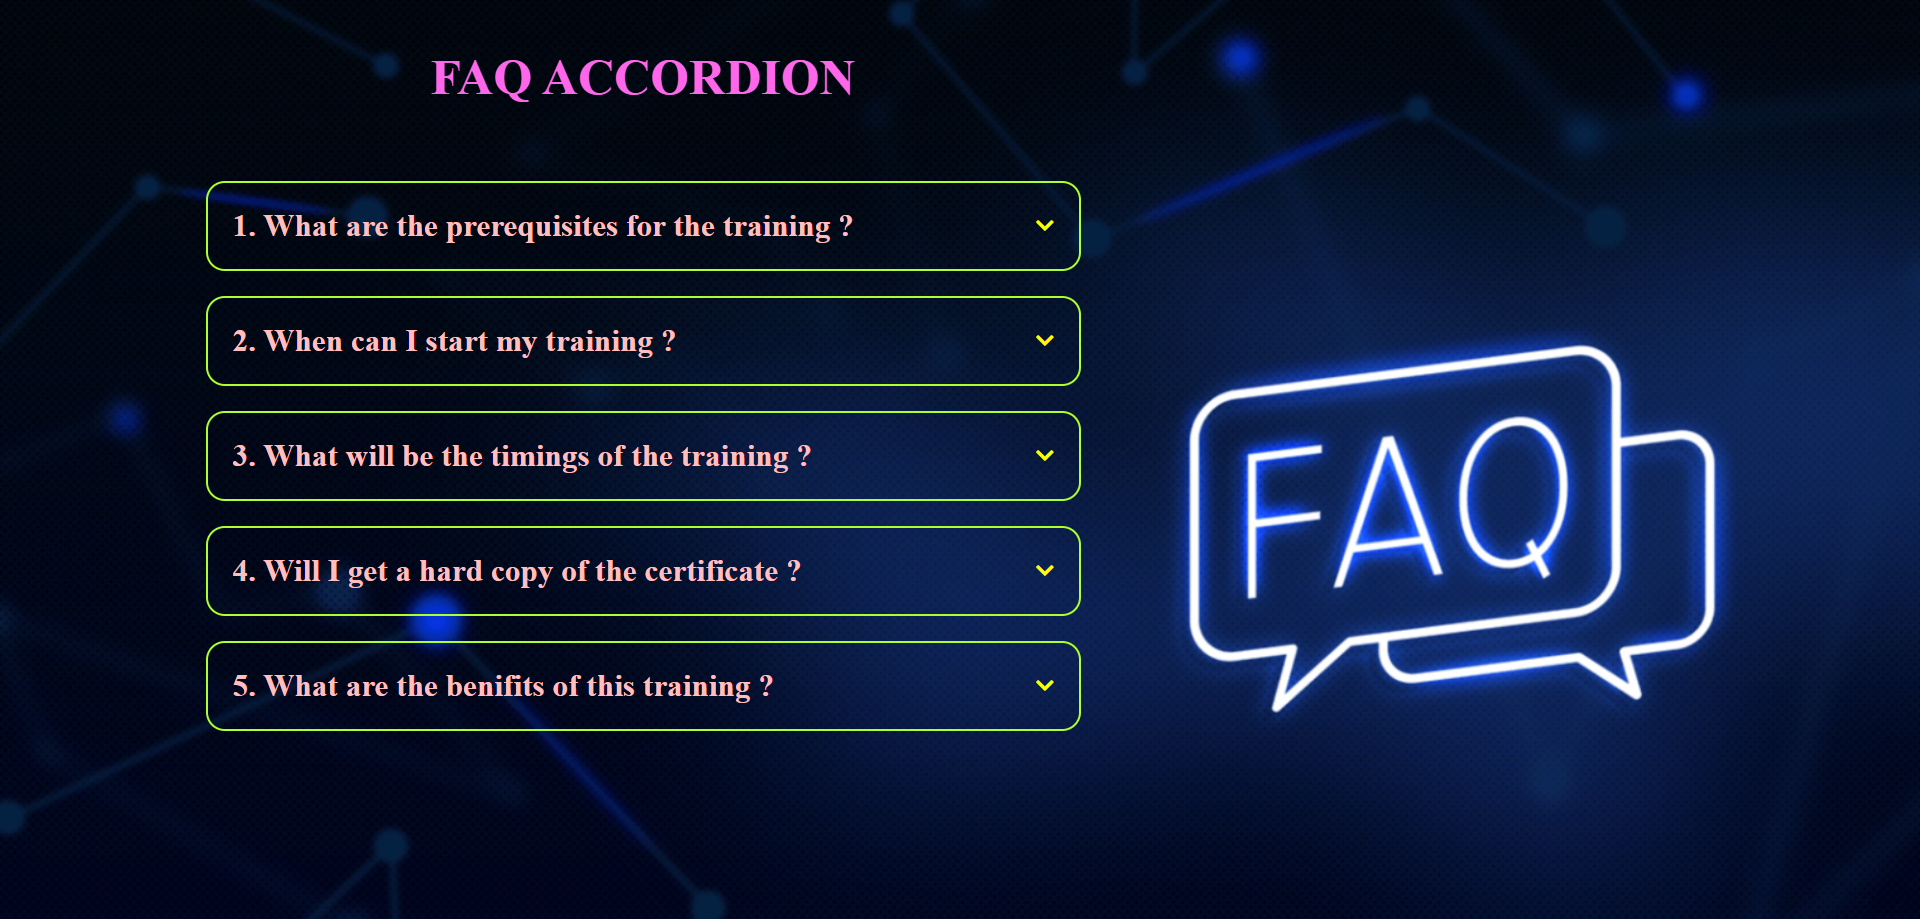 FAQ ACCORDION
1. What are the prerequisites for the training ?
2. When can I start my training ?
3. What will be the timings of the training ?
4. Will I get a hard copy of the certificate ?
5. What are the benifits of this training ?
FAQ